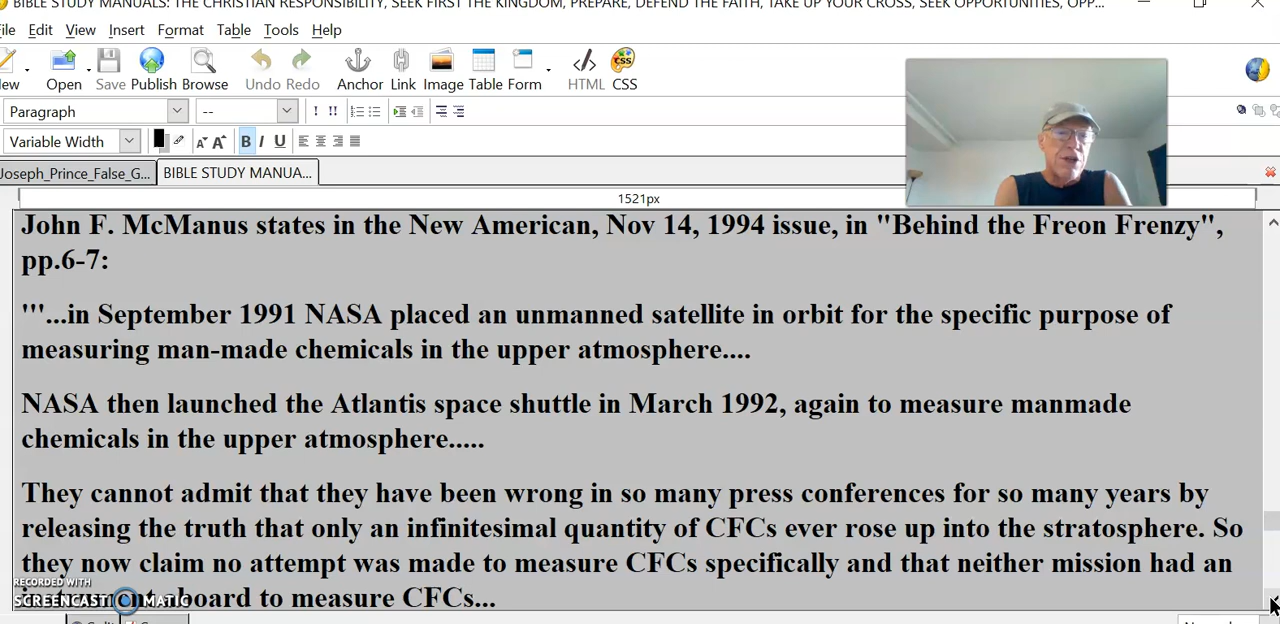 BIBLE STUDY MANUALS: THE CHRISTIAN RESPONSIBILITY, SEEK FIRST THE KINGDOM, PREPARE, DEFEND THE FAITH, TAKE UP YOUR CROSS, SEEK OPPORTUNITIES, OPP...
File Edit View Insert Format Table Tools Help
New Open Save Publish Browse Undo Redo Anchor Link Image Table Form HTML CSS
Paragraph --
Variable Width B I U
Joseph_Prince_False_G... BIBLE STUDY MANUA...
1521px
John F. McManus states in the New American, Nov 14, 1994 issue, in "Behind the Freon Frenzy",
pp.6-7:
'"...in September 1991 NASA placed an unmanned satellite in orbit for the specific purpose of
measuring man-made chemicals in the upper atmosphere....
NASA then launched the Atlantis space shuttle in March 1992, again to measure manmade
chemicals in the upper atmosphere.....
They cannot admit that they have been wrong in so many press conferences for so many years by
releasing the truth that only an infinitesimal quantity of CFCs ever rose up into the stratosphere. So
they now claim no attempt was made to measure CFCs specifically and that neither mission had an
RECORDED WITH
SCREENCAST MATIC
instrument aboard to measure CFCs...